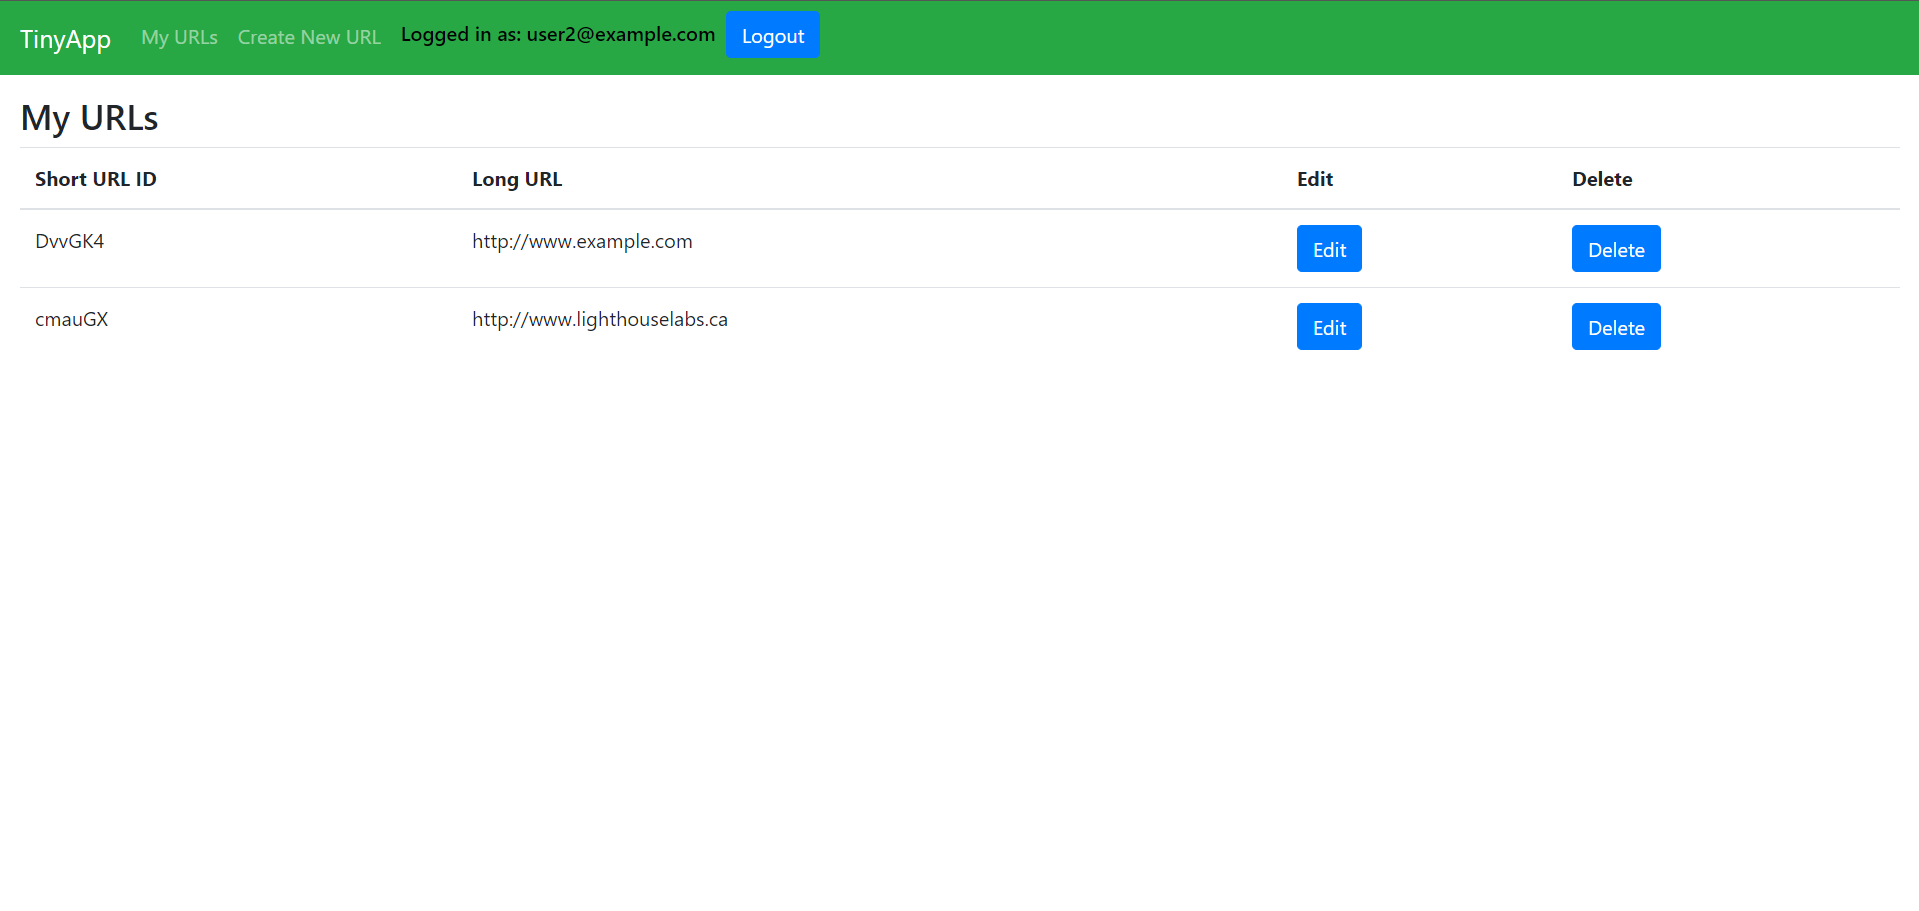 TinyApp My URLs Create New URL Logged in as: user2@example.com Logout
My URLs
Short URL ID Long URL Edit Delete
DvvGK4 http://www.example.com Edit Delete
cmauGX http://www.lighthouselabs.ca Edit Delete